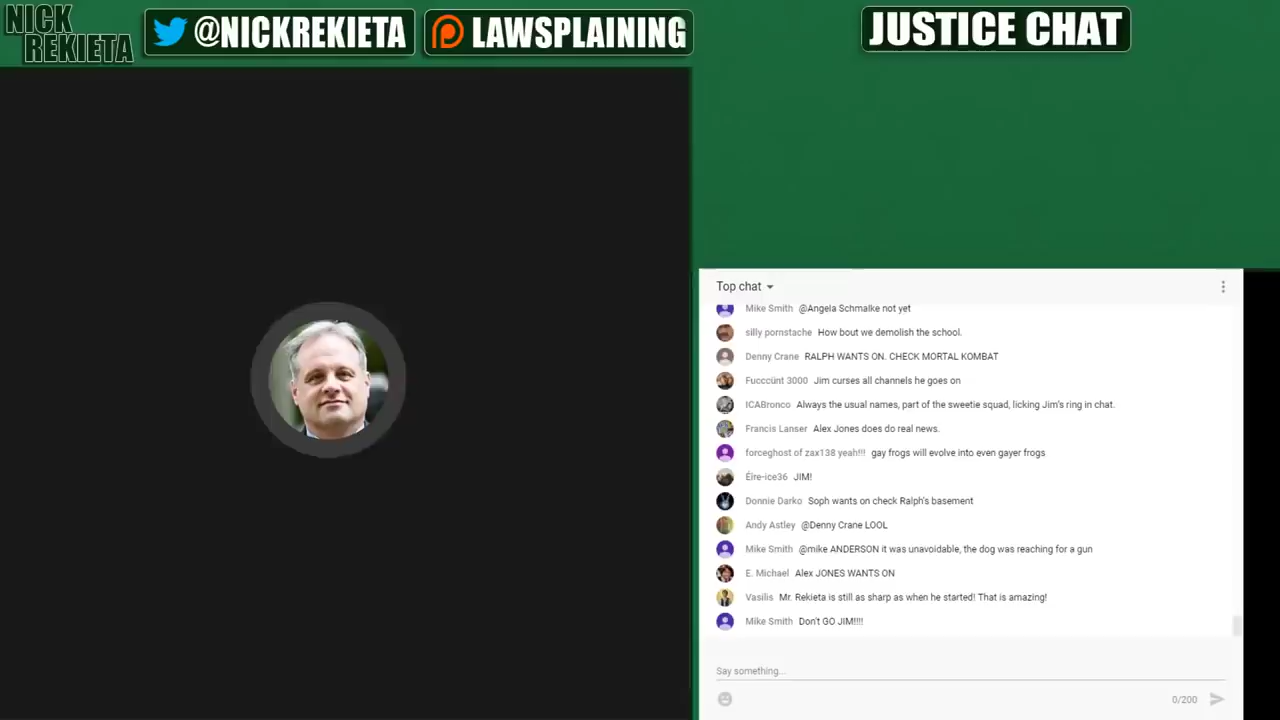 NICK
REKIETA
@NICKREKIETA
LAWSPLAINING
JUSTICE CHAT
Top chat
Mike Smith @Angela Schmalke not yet
silly pornstache How bout we demolish the school.
Denny Crane RALPH WANTS ON. CHECK MORTAL KOMBAT
Fucccünt 3000 Jim curses all channels he goes on
ICABronco Always the usual names, part of the sweetie squad, licking Jim's ring in chat.
Francis Lanser Alex Jones does do real news.
forceghost of zax138 yeah!!! gay frogs will evolve into even gayer frogs
Éire-ice36 JIM!
Donnie Darko Soph wants on check Ralph's basement
Andy Astley @Denny Crane LOOL
Mike Smith @mike ANDERSON it was unavoidable, the dog was reaching for a gun
E. Michael Alex JONES WANTS ON
Vasilis Mr. Rekieta is still as sharp as when he started! That is amazing!
Mike Smith Don't GO JIM!!!!
Say something...
0/200